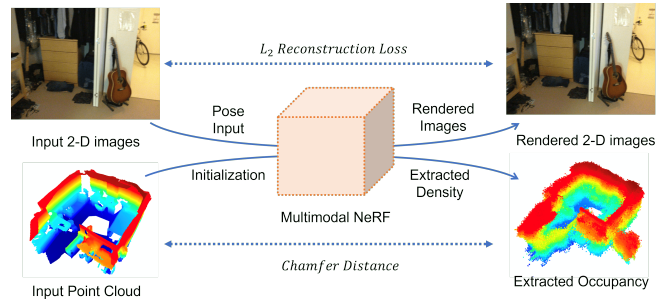 L₂ Reconstruction Loss
Pose
Input
Rendered
Images
Input 2-D images
Rendered 2-D images
Initialization
Extracted
Density
Multimodal NeRF
Chamfer Distance
Input Point Cloud
Extracted Occupancy